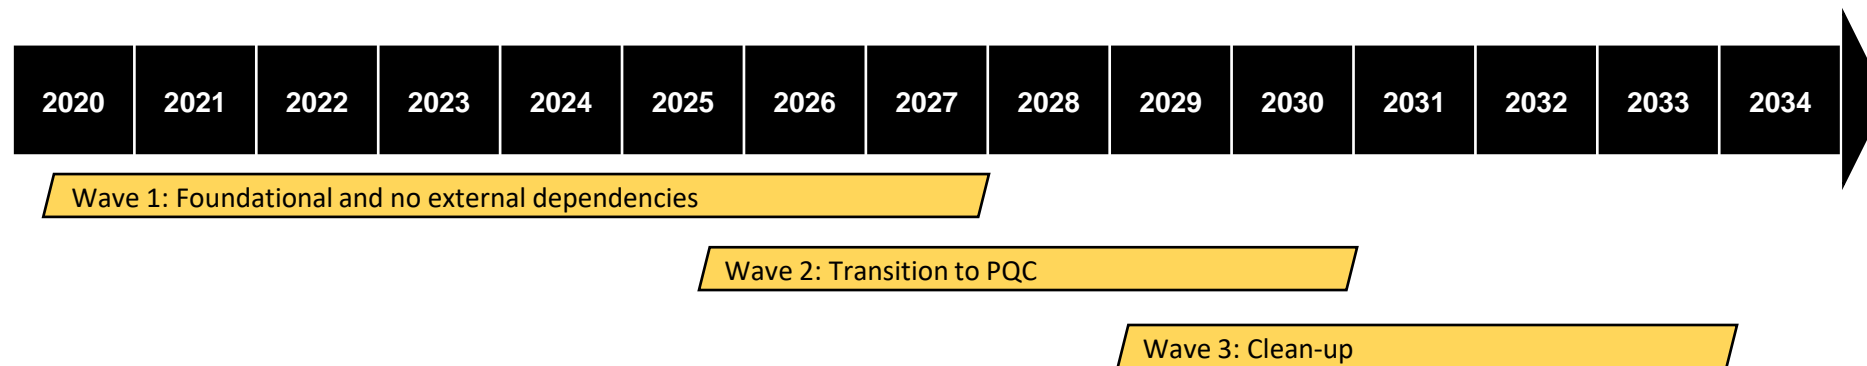 2020 2021 2022 2023 2024 2025 2026 2027 2028 2029 2030 2031 2032 2033 2034
Wave 1: Foundational and no external dependencies
Wave 2: Transition to PQC
Wave 3: Clean-up